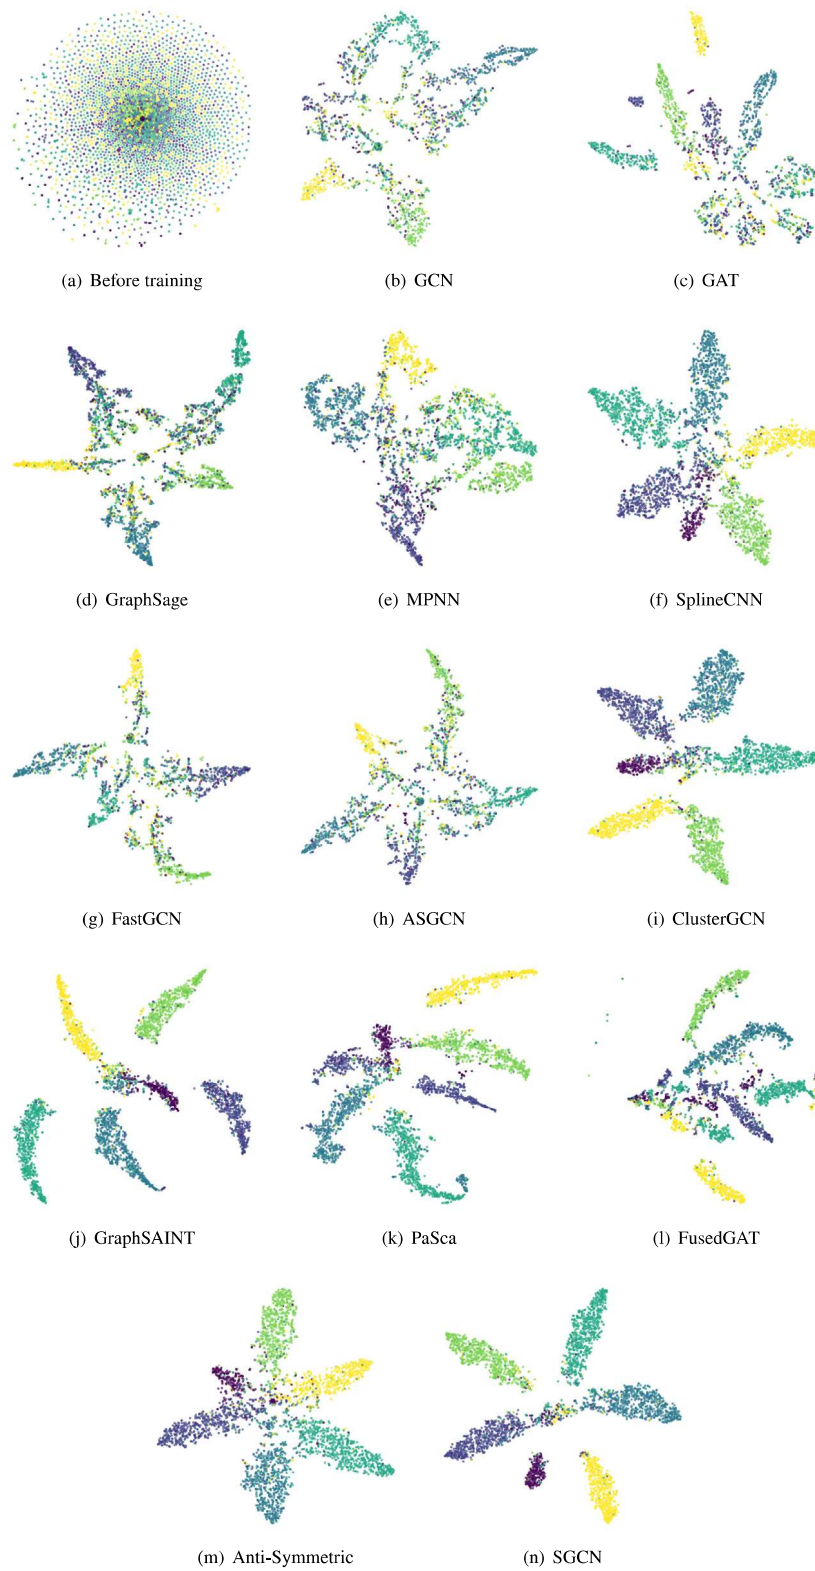 (a) Before training
(b) GCN
(c) GAT
(d) GraphSage
(e) MPNN
(f) SplineCNN
(g) FastGCN
(h) ASGCN
(i) ClusterGCN
(j) GraphSAINT
(k) PaSca
(l) FusedGAT
(m) Anti-Symmetric
(n) SGCN